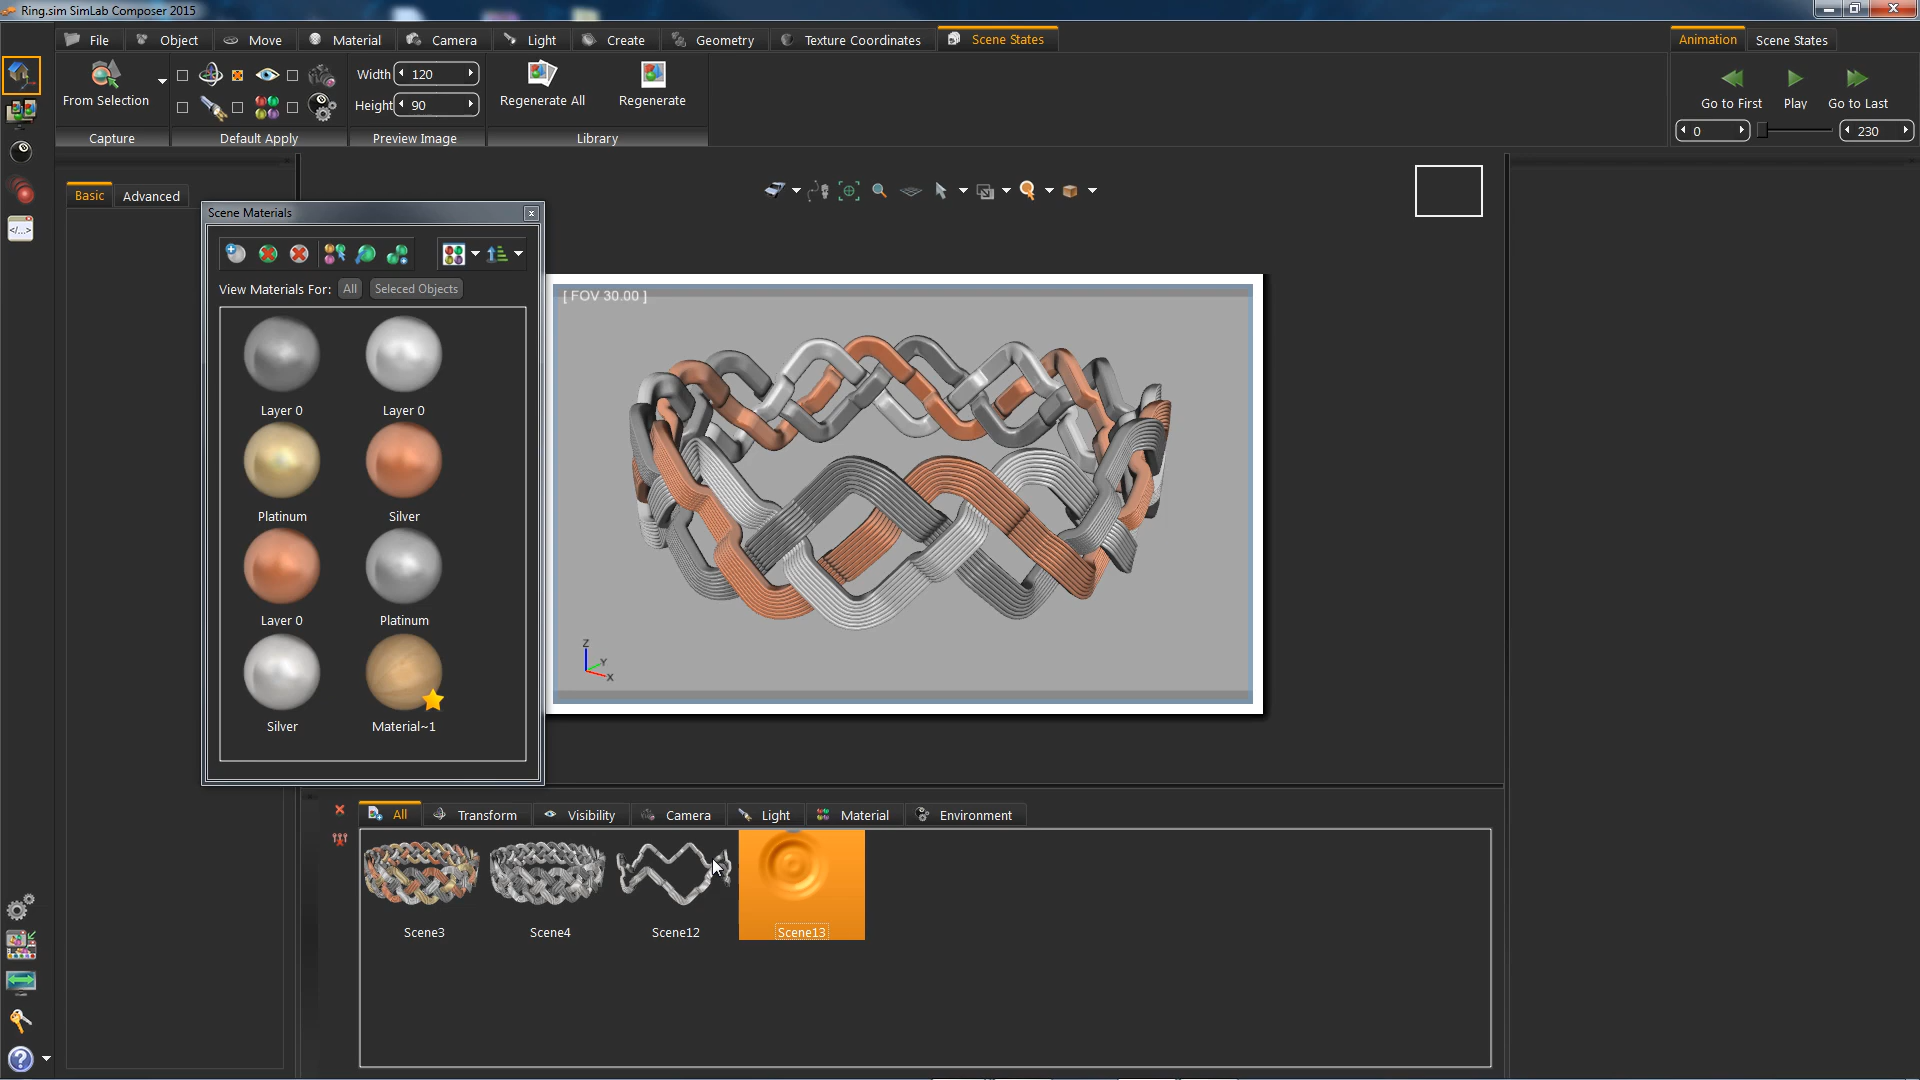 Ring.sim SimLab Composer 2015
File
Object
Move
Material
Camera
Light
Create
Geometry
Texture Coordinates
Scene States
Animation
Scene States
From Selection
Capture
Default Apply
Width
120
Height
90
Preview Image
Regenerate All
Regenerate
Library
Go to First
Play
Go to Last
0
230
Basic
Advanced
Scene Materials
x
View Materials For:
All
Seleced Objects
Layer 0
Layer 0
Platinum
Silver
Layer 0
Platinum
Silver
Material~1
[ FOV 30.00 ]
Z
Y
X
All
Transform
Visibility
Camera
Light
Material
Environment
Scene3
Scene4
Scene12
Scene13